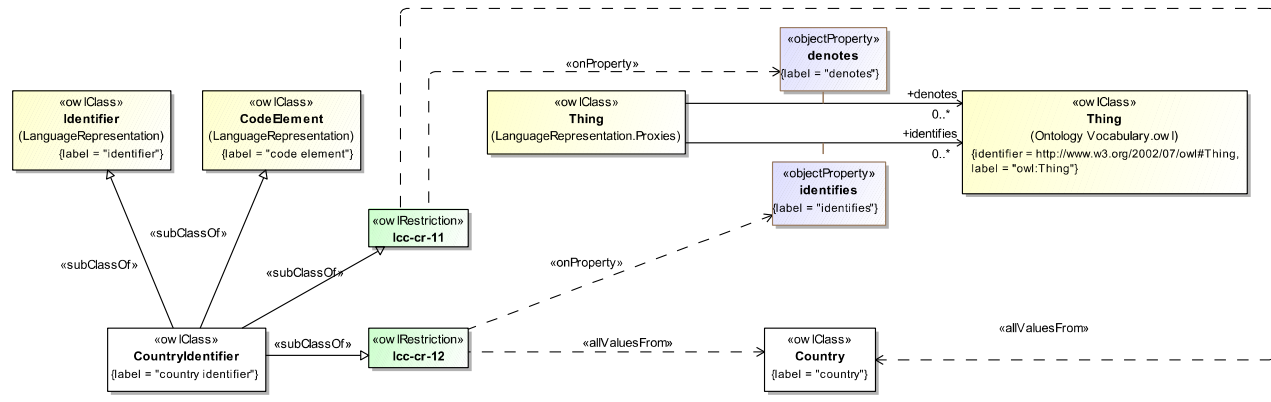 «objectProperty»
denotes
{label = "denotes"}
«onProperty»
«owlClass»
Identifier
(LanguageRepresentation)
{label = "identifier"}
«owlClass»
CodeElement
(LanguageRepresentation)
{label = "code element"}
«owlClass»
Thing
(LanguageRepresentation.Proxies)
+denotes
0..*
+identifies
0..*
«owlClass»
Thing
(Ontology Vocabulary.owl)
{identifier = http://www.w3.org/2002/07/owl#Thing,
label = "owl:Thing"}
«objectProperty»
identifies
{label = "identifies"}
«owlRestriction»
lcc-cr-11
«subClassOf»
«subClassOf»
«subClassOf»
«onProperty»
«owlClass»
CountryIdentifier
{label = "country identifier"}
«subClassOf»
«owlRestriction»
lcc-cr-12
«allValuesFrom»
«owlClass»
Country
{label = "country"}
«allValuesFrom»